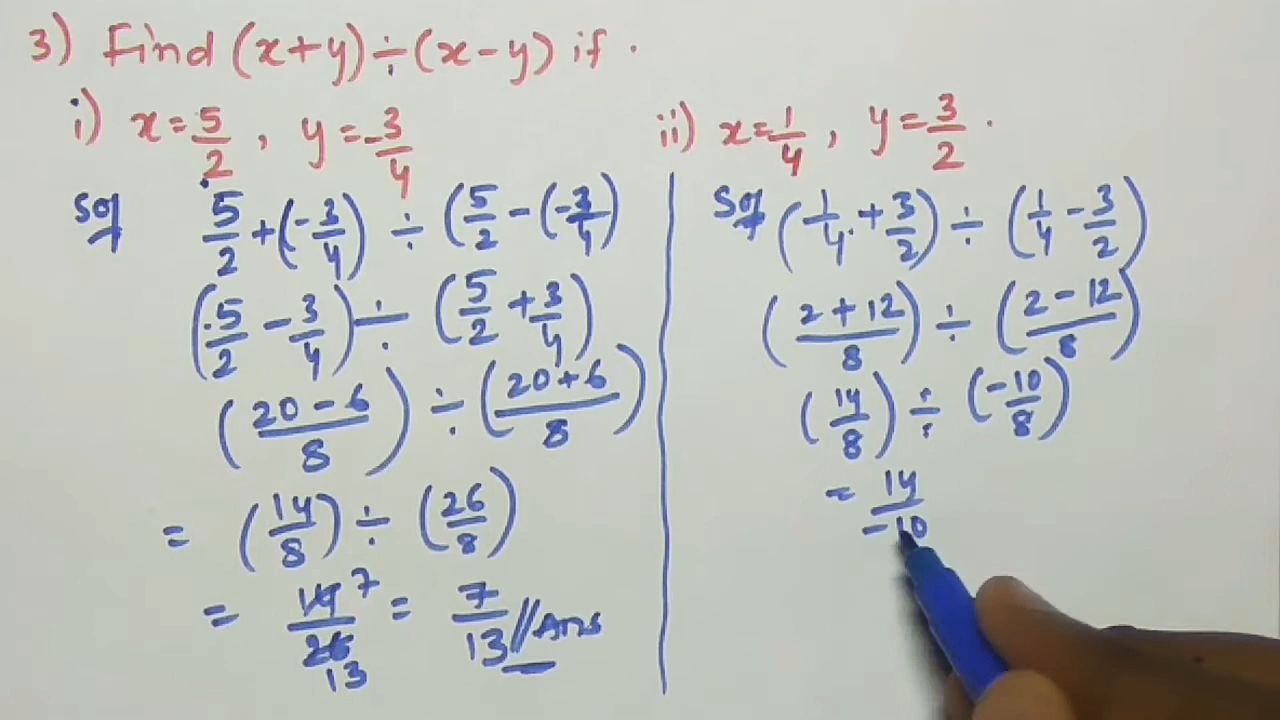 3) Find (x+y)÷(x-y) if .
i) x=5/2, y=-3/4
Sol
5/2+(-3/4) ÷ (5/2-(-3/4)
(5/2-3/4) ÷ (5/2+3/4)
(20-6/8) ÷ (20+6/8)
= (14/8) ÷ (26/8)
= 14/26 7 13 = 7/13 // Ans
ii) x=1/4, y=3/2.
Sol (1/4+3/2) ÷ (1/4-3/2)
(2+12/8) ÷ (2-12/8)
(14/8) ÷ (-10/8)
= 14/-10